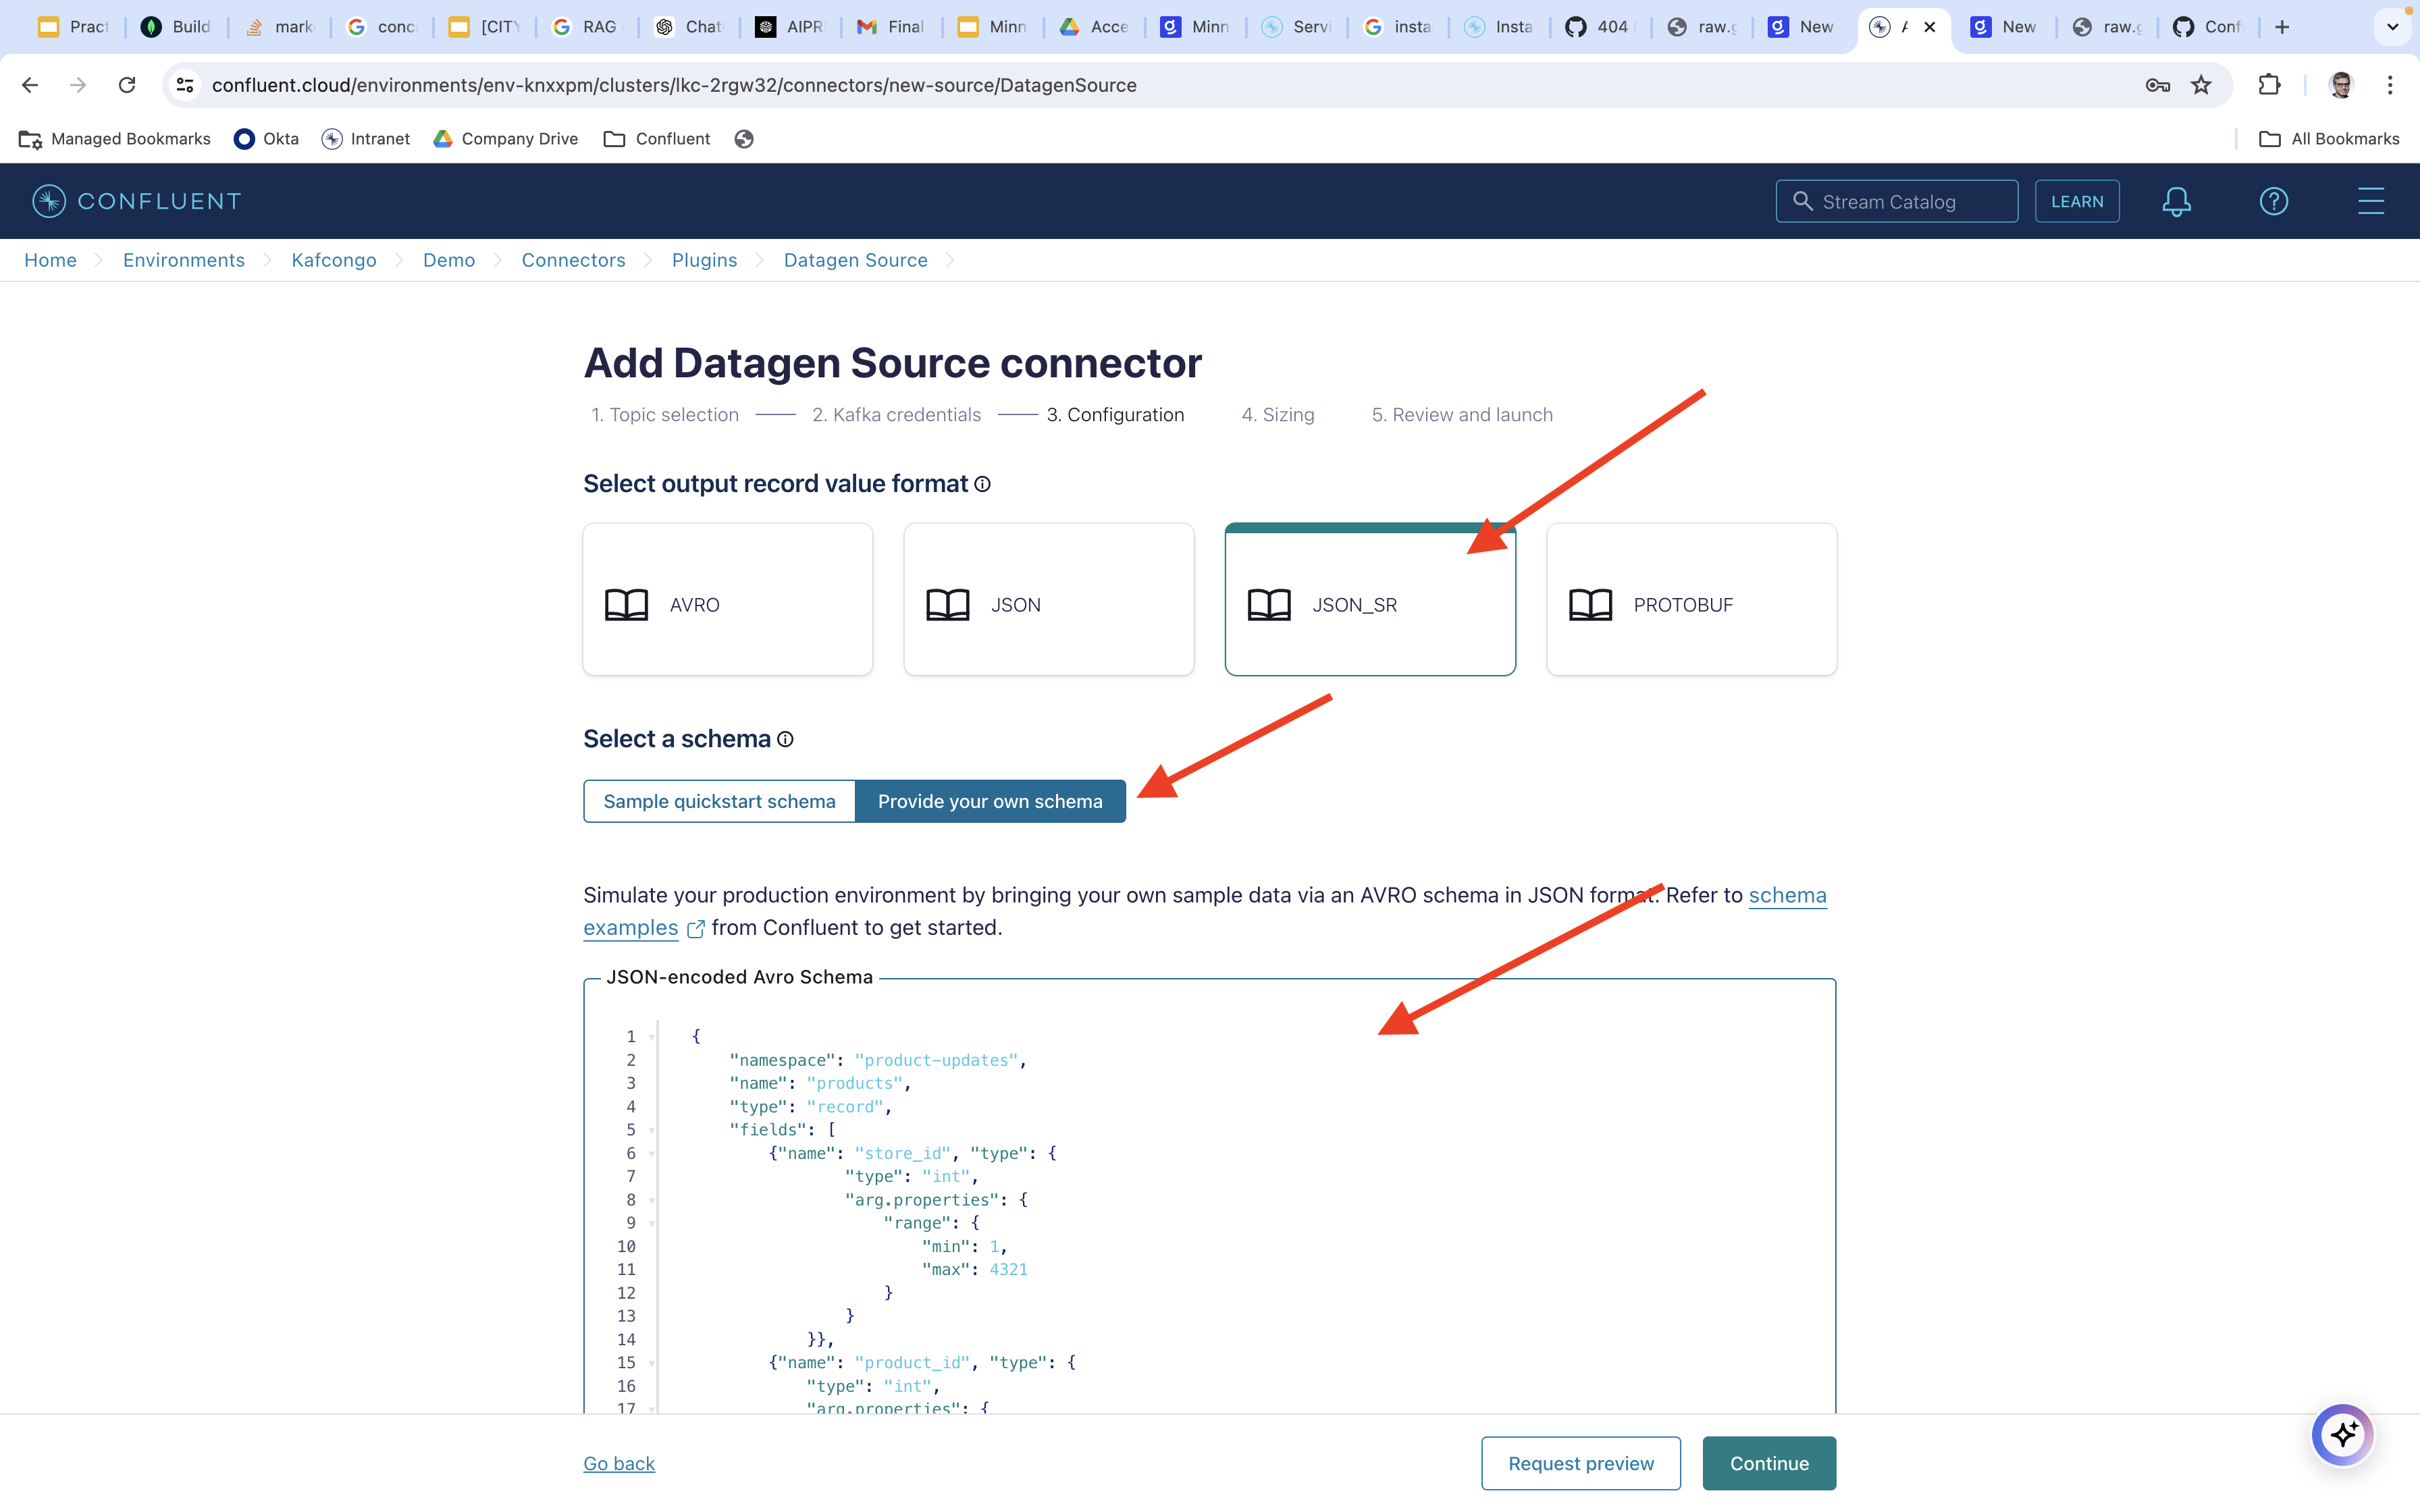 Pract
Build
mark
conc
[CITY
RAG
Chat
AIPR
Final
Minn
Acce
Minn
Servi
insta
Insta
404
raw.g
New
New
raw.g
Conf
confluent.cloud/environments/env-knxxpm/clusters/lkc-2rgw32/connectors/new-source/DatagenSource
Managed Bookmarks
Okta
Intranet
Company Drive
Confluent
All Bookmarks
CONFLUENT
Stream Catalog
LEARN
Home
Environments
Kafcongo
Demo
Connectors
Plugins
Datagen Source
Add Datagen Source connector
1. Topic selection
2. Kafka credentials
3. Configuration
4. Sizing
5. Review and launch
Select output record value format
AVRO
JSON
JSON_SR
PROTOBUF
Select a schema
Sample quickstart schema
Provide your own schema
Simulate your production environment by bringing your own sample data via an AVRO schema in JSON format. Refer to schema
examples from Confluent to get started.
JSON-encoded Avro Schema
1 {
2 "namespace": "product-updates",
3 "name": "products",
4 "type": "record",
5 "fields": [
6 {"name": "store_id", "type": {
7 "type": "int",
8 "arg.properties": {
9 "range": {
10 "min": 1,
11 "max": 4321
12 }
13 }
14 }},
15 {"name": "product_id", "type": {
16 "type": "int",
17 "arg.properties": {
Go back
Request preview
Continue